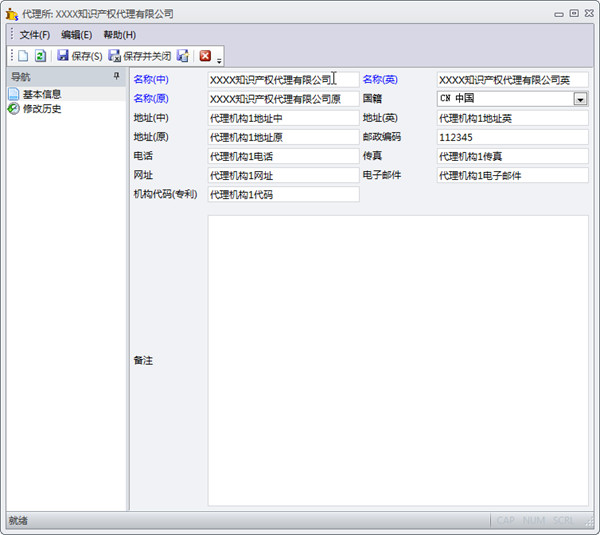 代理所: XXXX知识产权代理有限公司
文件(F) 编辑(E) 帮助(H)
保存(S) 保存并关闭
导航
基本信息
修改历史
名称(中) XXXX知识产权代理有限公司 名称(英) XXXX知识产权代理有限公司英
名称(原) XXXX知识产权代理有限公司原 国籍 CN 中国
地址(中) 代理机构1地址中 地址(英) 代理机构1地址英
地址(原) 代理机构1地址原 邮政编码 112345
电话 代理机构1电话 传真 代理机构1传真
网址 代理机构1网址 电子邮件 代理机构1电子邮件
机构代码(专利) 代理机构1代码
备注
就绪 CAP NUM SCRL